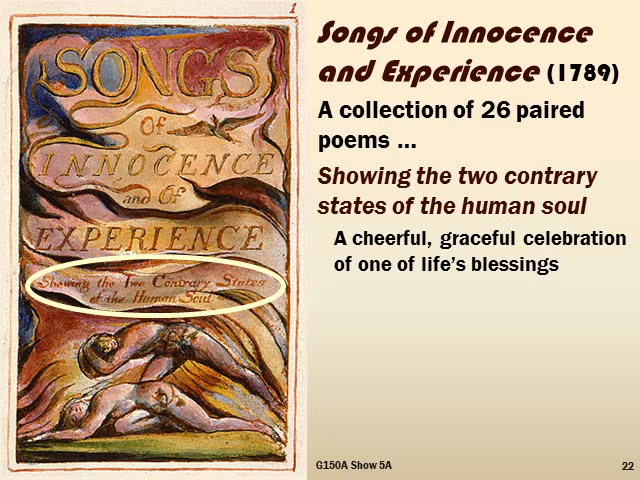 1
SONGS
Of
INNOCENCE
and Of
EXPERIENCE
Shewing the Two Contrary States
of the Human Soul
Songs of Innocence
and Experience (1789)
A collection of 26 paired
poems ...
Showing the two contrary
states of the human soul
A cheerful, graceful celebration
of one of life's blessings
G150A Show 5A
22